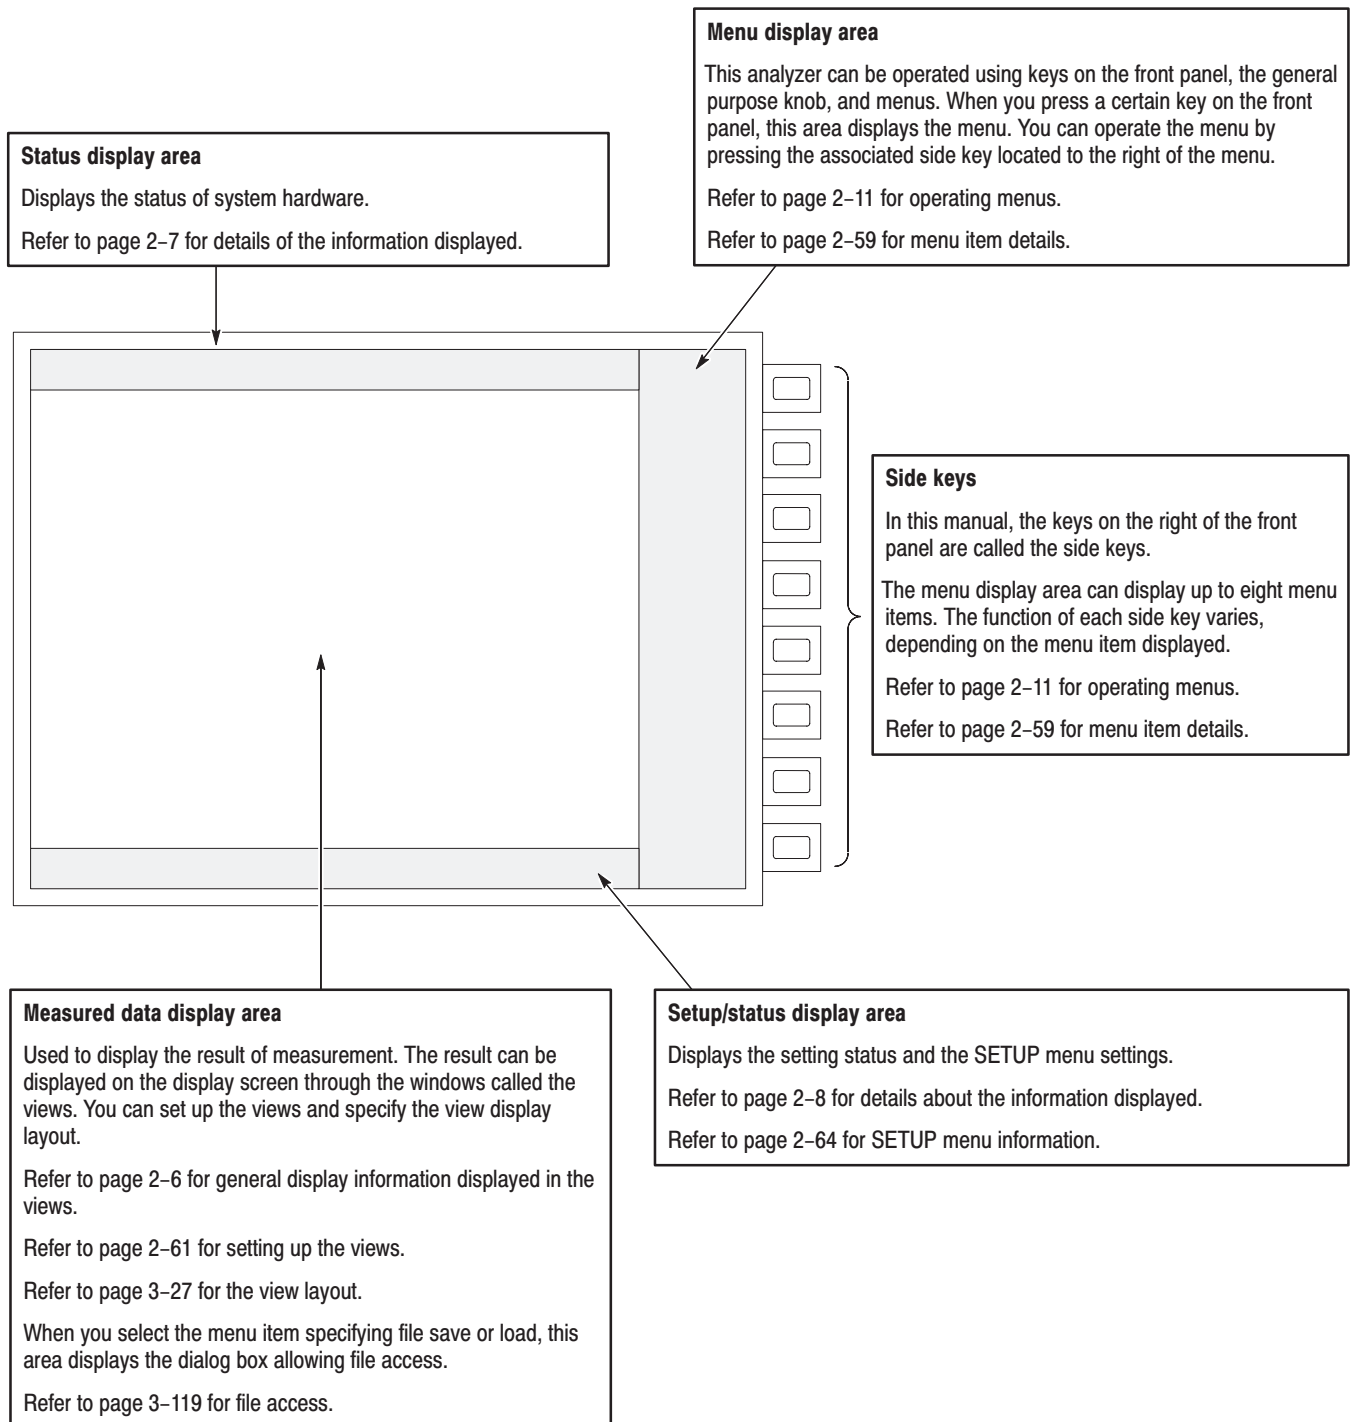 Menu display area
This analyzer can be operated using keys on the front panel, the general
purpose knob, and menus. When you press a certain key on the front
panel, this area displays the menu. You can operate the menu by
pressing the associated side key located to the right of the menu.
Refer to page 2–11 for operating menus.
Refer to page 2–59 for menu item details.
Status display area
Displays the status of system hardware.
Refer to page 2–7 for details of the information displayed.
Side keys
In this manual, the keys on the right of the front
panel are called the side keys.
The menu display area can display up to eight menu
items. The function of each side key varies,
depending on the menu item displayed.
Refer to page 2–11 for operating menus.
Refer to page 2–59 for menu item details.
Measured data display area
Used to display the result of measurement. The result can be
displayed on the display screen through the windows called the
views. You can set up the views and specify the view display
layout.
Refer to page 2–6 for general display information displayed in the
views.
Refer to page 2–61 for setting up the views.
Refer to page 3–27 for the view layout.
When you select the menu item specifying file save or load, this
area displays the dialog box allowing file access.
Refer to page 3–119 for file access.
Setup/status display area
Displays the setting status and the SETUP menu settings.
Refer to page 2–8 for details about the information displayed.
Refer to page 2–64 for SETUP menu information.